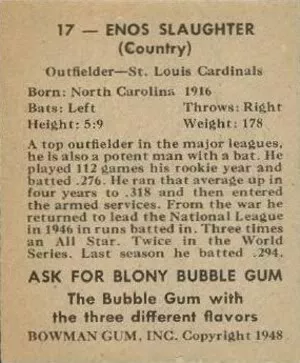 17 — ENOS SLAUGHTER
(Country)
Outfielder—St. Louis Cardinals
Born: North Carolina 1916
Bats: Left Throws: Right
Height: 5:9 Weight: 178
A top outfielder in the major leagues,
he is also a potent man with a bat. He
played 112 games his rookie year and
batted .276. He ran that average up in
four years to .318 and then entered
the armed services. From the war he
returned to lead the National League
in 1946 in runs batted in. Three times
an All Star. Twice in the World
Series. Last season he batted .294.
ASK FOR BLONY BUBBLE GUM
The Bubble Gum with
the three different flavors
BOWMAN GUM, INC. Copyright 1948